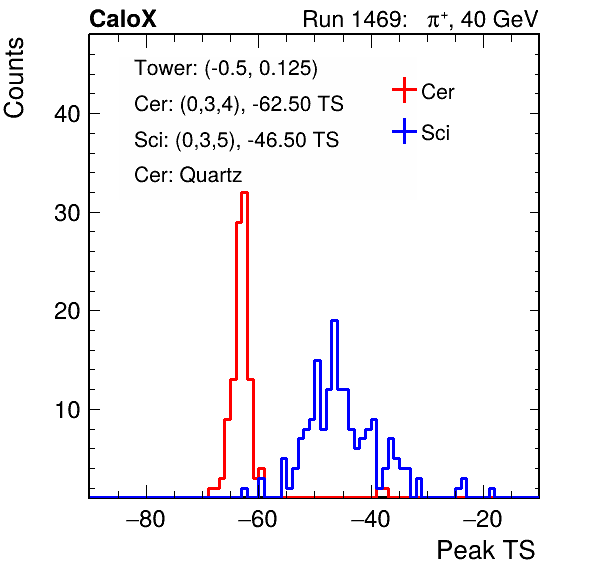 CaloX Run 1469: π+, 40 GeV
Counts
Tower: (-0.5, 0.125)
Cer: (0,3,4), -62.50 TS
Sci: (0,3,5), -46.50 TS
Cer: Quartz
Cer
Sci
40
30
20
10
−80 −60 −40 −20
Peak TS